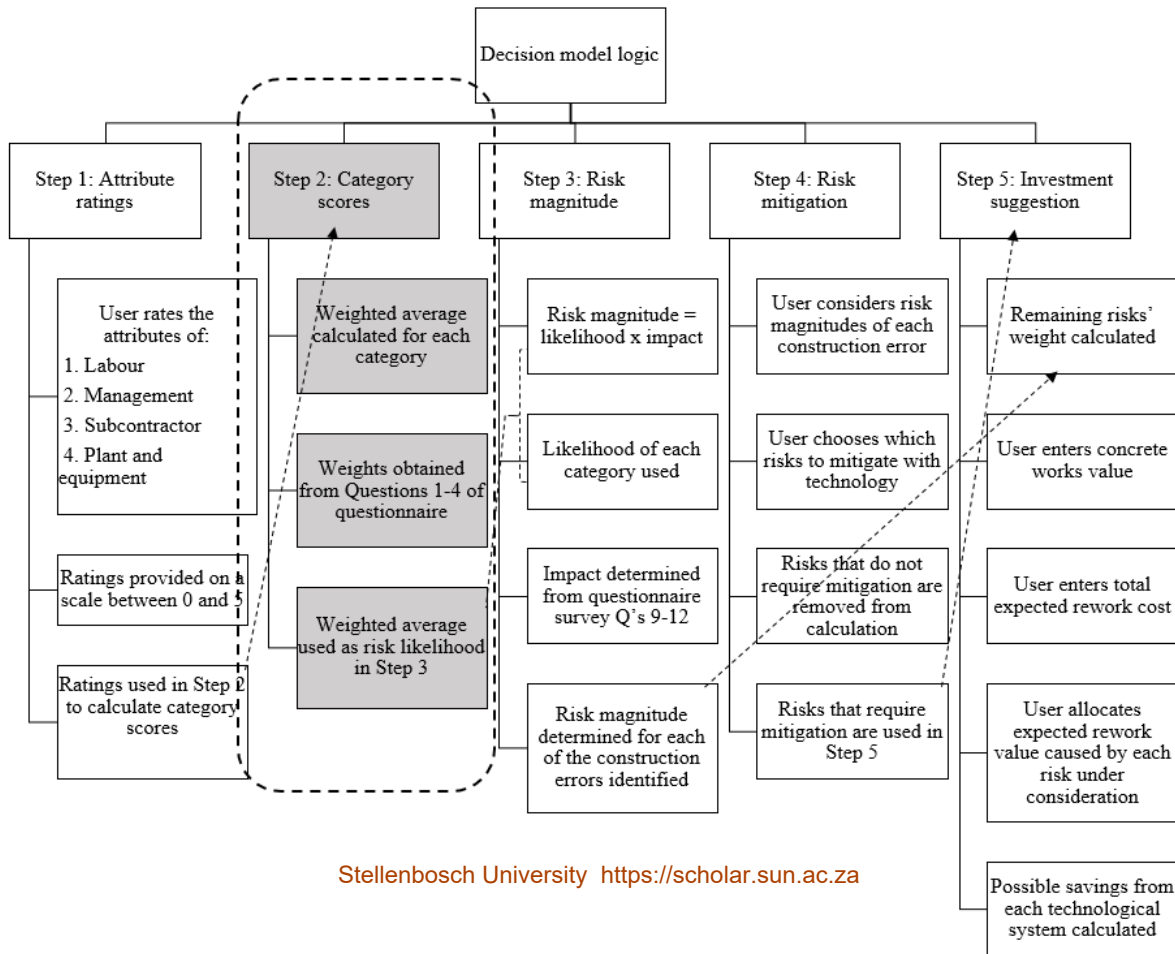 Decision model logic
Step 1: Attribute
ratings
User rates the
attributes of:
1. Labour
2. Management
3. Subcontractor
4. Plant and
equipment
Ratings provided on a
scale between 0 and 5
Ratings used in Step 2
to calculate category
scores
Step 2: Category
scores
Weighted average
calculated for each
category
Weights obtained
from Questions 1-4 of
questionnaire
Weighted average
used as risk likelihood
in Step 3
Step 3: Risk
magnitude
Risk magnitude =
likelihood x impact
Likelihood of each
category used
Impact determined
from questionnaire
survey Q’s 9-12
Risk magnitude
determined for each
of the construction
errors identified
Step 4: Risk
mitigation
User considers risk
magnitudes of each
construction error
User chooses which
risks to mitigate with
technology
Risks that do not
require mitigation are
removed from
calculation
Risks that require
mitigation are used in
Step 5
Step 5: Investment
suggestion
Remaining risks’
weight calculated
User enters concrete
works value
User enters total
expected rework cost
User allocates
expected rework
value caused by each
risk under
consideration
Possible savings from
each technological
system calculated
Stellenbosch University https://scholar.sun.ac.za